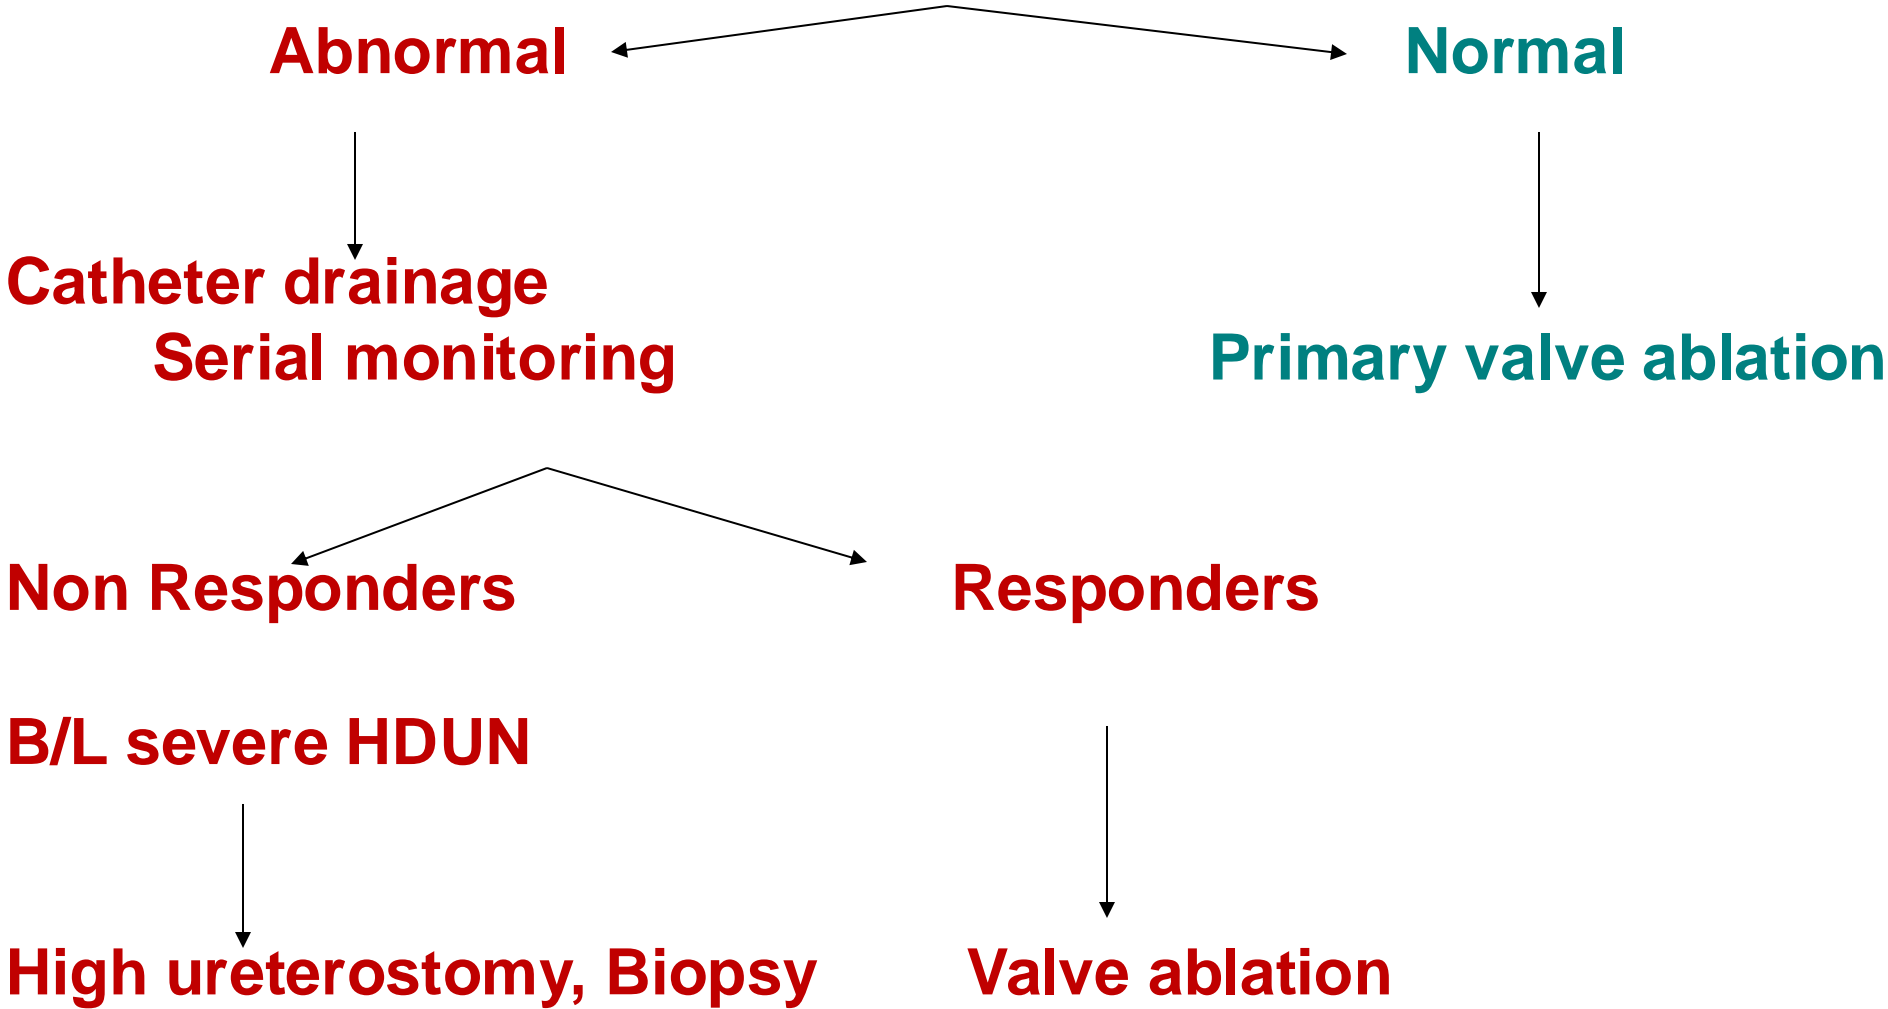 Abnormal
Normal
Catheter drainage
Serial monitoring
Primary valve ablation
Non Responders
Responders
B/L severe HDUN
High ureterostomy, Biopsy
Valve ablation